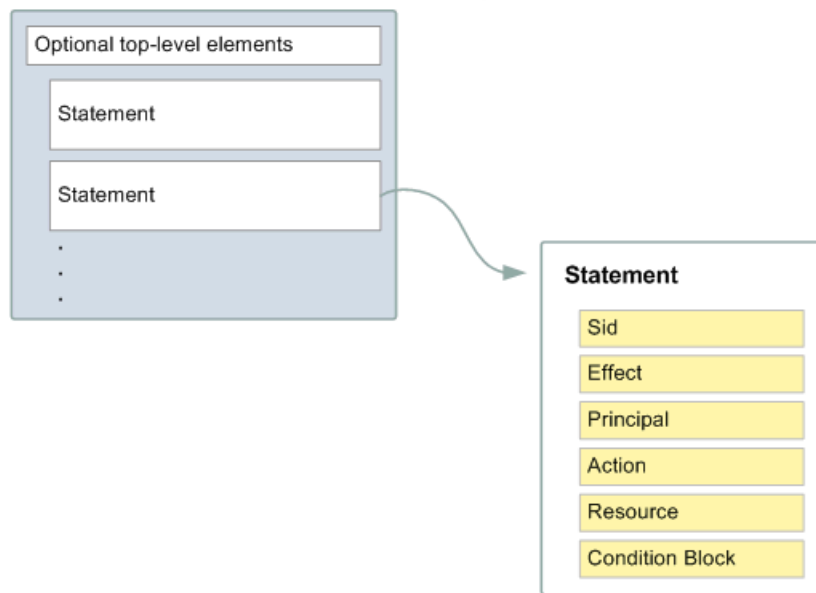 Optional top-level elements
Statement
Statement
.
.
.
Statement
Sid
Effect
Principal
Action
Resource
Condition Block